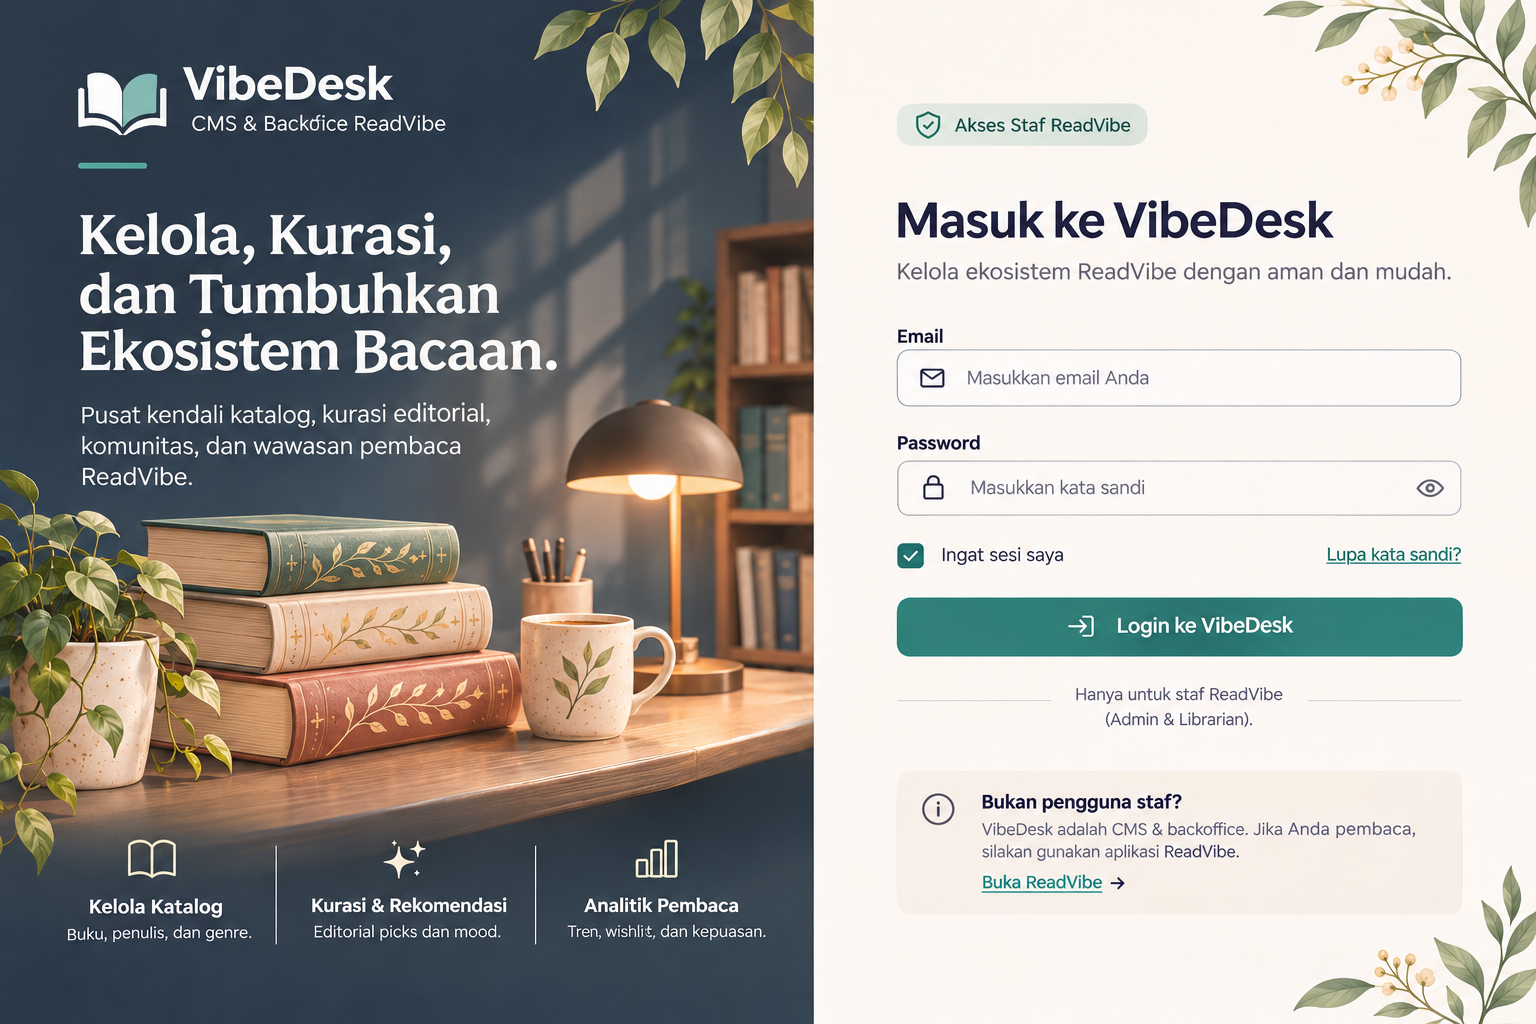 VibeDesk
CMS & Backoffice ReadVibe
Kelola, Kurasi,
dan Tumbuhkan
Ekosistem Bacaan.
Pusat kendali katalog, kurasi editorial,
komunitas, dan wawasan pembaca
ReadVibe.
Kelola Katalog
Buku, penulis, dan genre.
Kurasi & Rekomendasi
Editorial picks dan mood.
Analitik Pembaca
Tren, wishlit, dan kepuasan.
Akses Staf ReadVibe
Masuk ke VibeDesk
Kelola ekosistem ReadVibe dengan aman dan mudah.
Email
Masukkan email Anda
Password
Masukkan kata sandi
Ingat sesi saya
Lupa kata sandi?
Login ke VibeDesk
Hanya untuk staf ReadVibe
(Admin & Librarian).
Bukan pengguna staf?
VibeDesk adalah CMS & backoffice. Jika Anda pembaca,
silakan gunakan aplikasi ReadVibe.
Buka ReadVibe →